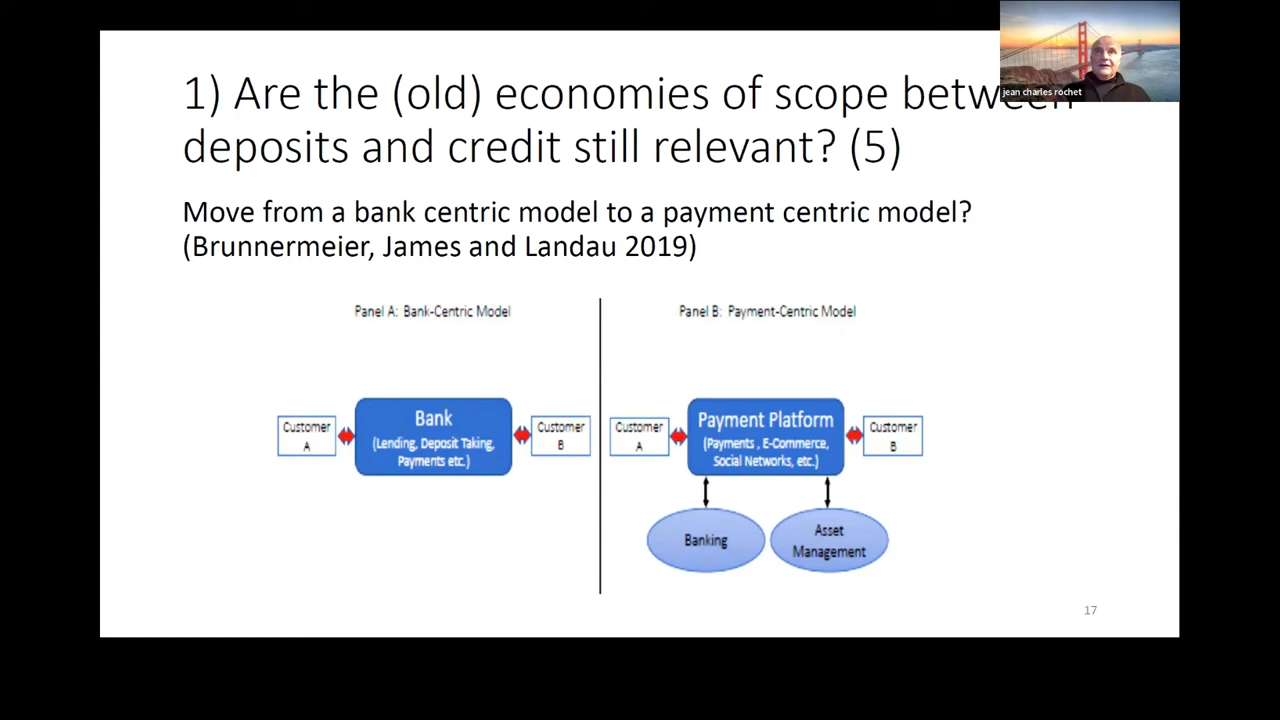 1) Are the (old) economies of scope between
deposits and credit still relevant? (5)
jean charles rochet
Move from a bank centric model to a payment centric model?
(Brunnermeier, James and Landau 2019)
Panel A: Bank-Centric Model
Customer
A
Bank
(Lending, Deposit Taking,
Payments etc.)
Customer
B
Panel B: Payment-Centric Model
Customer
A
Payment Platform
(Payments , E-Commerce,
Social Networks, etc.)
Customer
B
Banking
Asset
Management
17